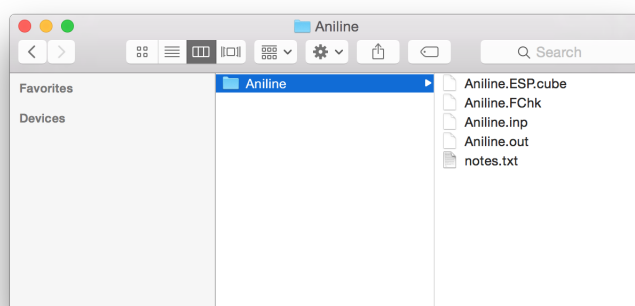 Aniline
Search
Favorites
Devices
Aniline
Aniline.ESP.cube
Aniline.FChk
Aniline.inp
Aniline.out
notes.txt